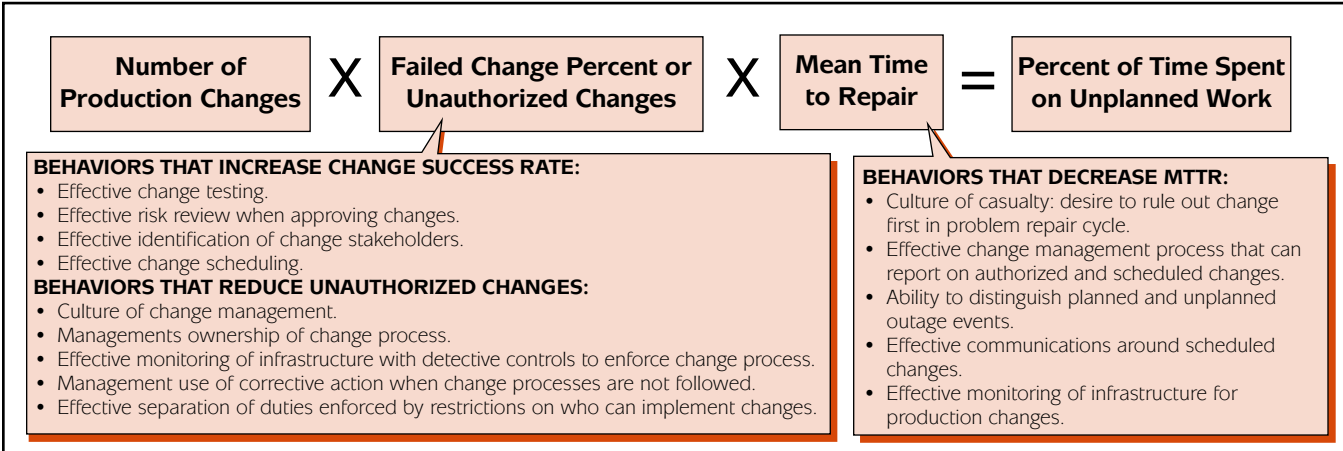 Number of
Production Changes
X
Failed Change Percent or
Unauthorized Changes
X
Mean Time
to Repair
=
Percent of Time Spent
on Unplanned Work
BEHAVIORS THAT INCREASE CHANGE SUCCESS RATE:
• Effective change testing.
• Effective risk review when approving changes.
• Effective identification of change stakeholders.
• Effective change scheduling.
BEHAVIORS THAT REDUCE UNAUTHORIZED CHANGES:
• Culture of change management.
• Managements ownership of change process.
• Effective monitoring of infrastructure with detective controls to enforce change process.
• Management use of corrective action when change processes are not followed.
• Effective separation of duties enforced by restrictions on who can implement changes.
BEHAVIORS THAT DECREASE MTTR:
• Culture of casualty: desire to rule out change
first in problem repair cycle.
• Effective change management process that can
report on authorized and scheduled changes.
• Ability to distinguish planned and unplanned
outage events.
• Effective communications around scheduled
changes.
• Effective monitoring of infrastructure for
production changes.